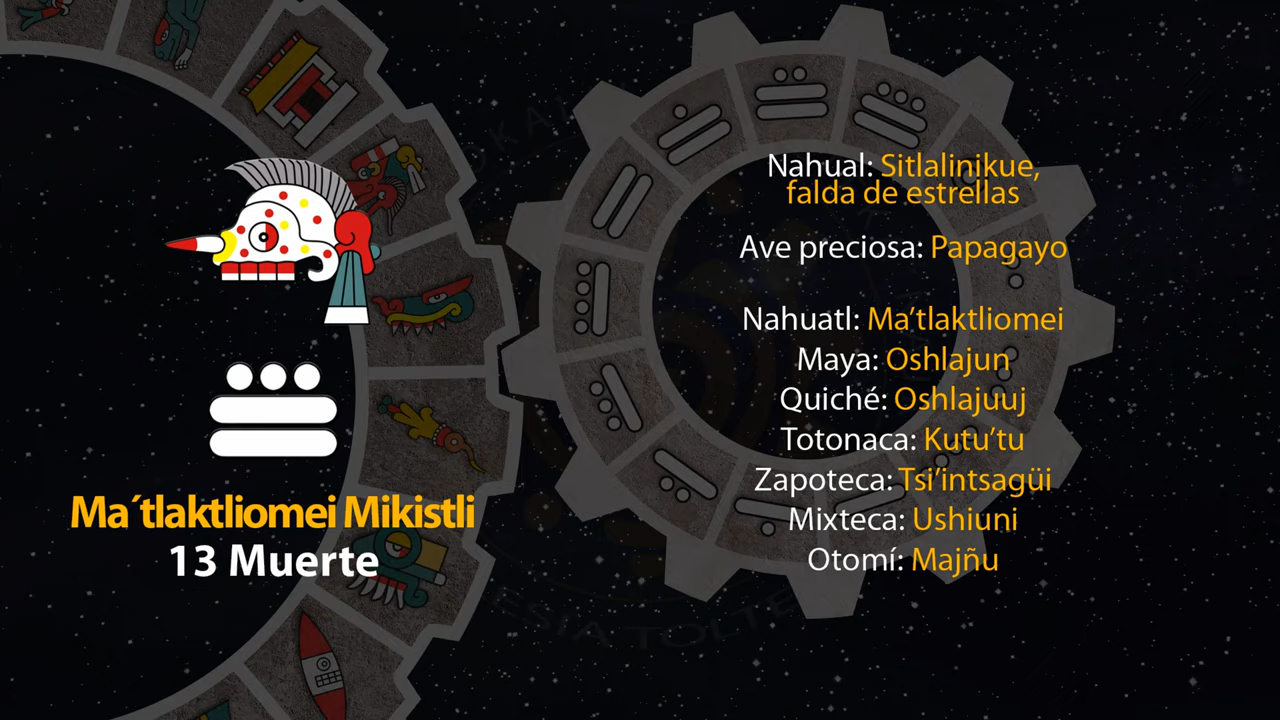 Ma´tlaktliomei Mikistli
13 Muerte
Nahual: Sitlalinikue,
falda de estrellas
Ave preciosa: Papagayo
Nahuatl: Ma’tlaktliomei
Maya: Oshlajun
Quiché: Oshlajuuj
Totonaca: Kutu’tu
Zapoteca: Tsi’intsagüi
Mixteca: Ushiuni
Otomí: Majñu